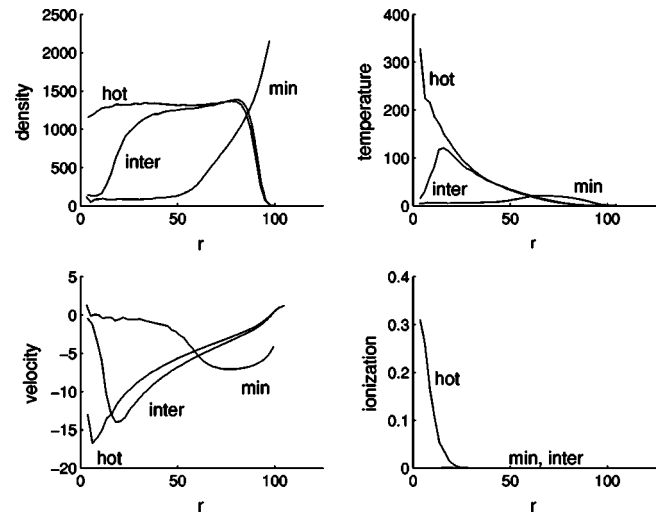 2500
2000
1500
1000
500
0
density
hot
inter
min
0
50
100
r
400
300
200
100
0
temperature
hot
inter
min
0
50
100
r
5
0
−5
−10
−15
−20
velocity
hot
inter
min
0
50
100
r
0.4
0.3
0.2
0.1
0
ionization
hot
min, inter
0
50
100
r